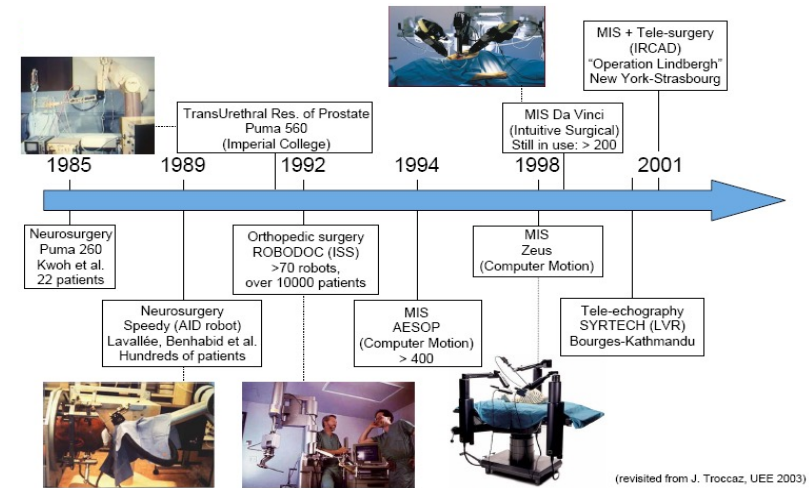 MIS + Tele-surgery
(IRCAD)
“Operation Lindbergh”
New York-Strasbourg
TransUrethral Res. of Prostate
Puma 560
(Imperial College)
MIS Da Vinci
(Intuitive Surgical)
Still in use: > 200
1985
1989
1992
1994
1998
2001
Neurosurgery
Puma 260
Kwoh et al.
22 patients
Orthopedic surgery
ROBODOC (ISS)
>70 robots,
over 10000 patients
MIS
Zeus
(Computer Motion)
Neurosurgery
Speedy (AID robot)
Lavallée, Benhabid et al.
Hundreds of patients
MIS
AESOP
(Computer Motion)
> 400
Tele-echography
SYRTECH (LVR)
Bourges-Kathmandu
(revisited from J. Troccaz, UEE 2003)